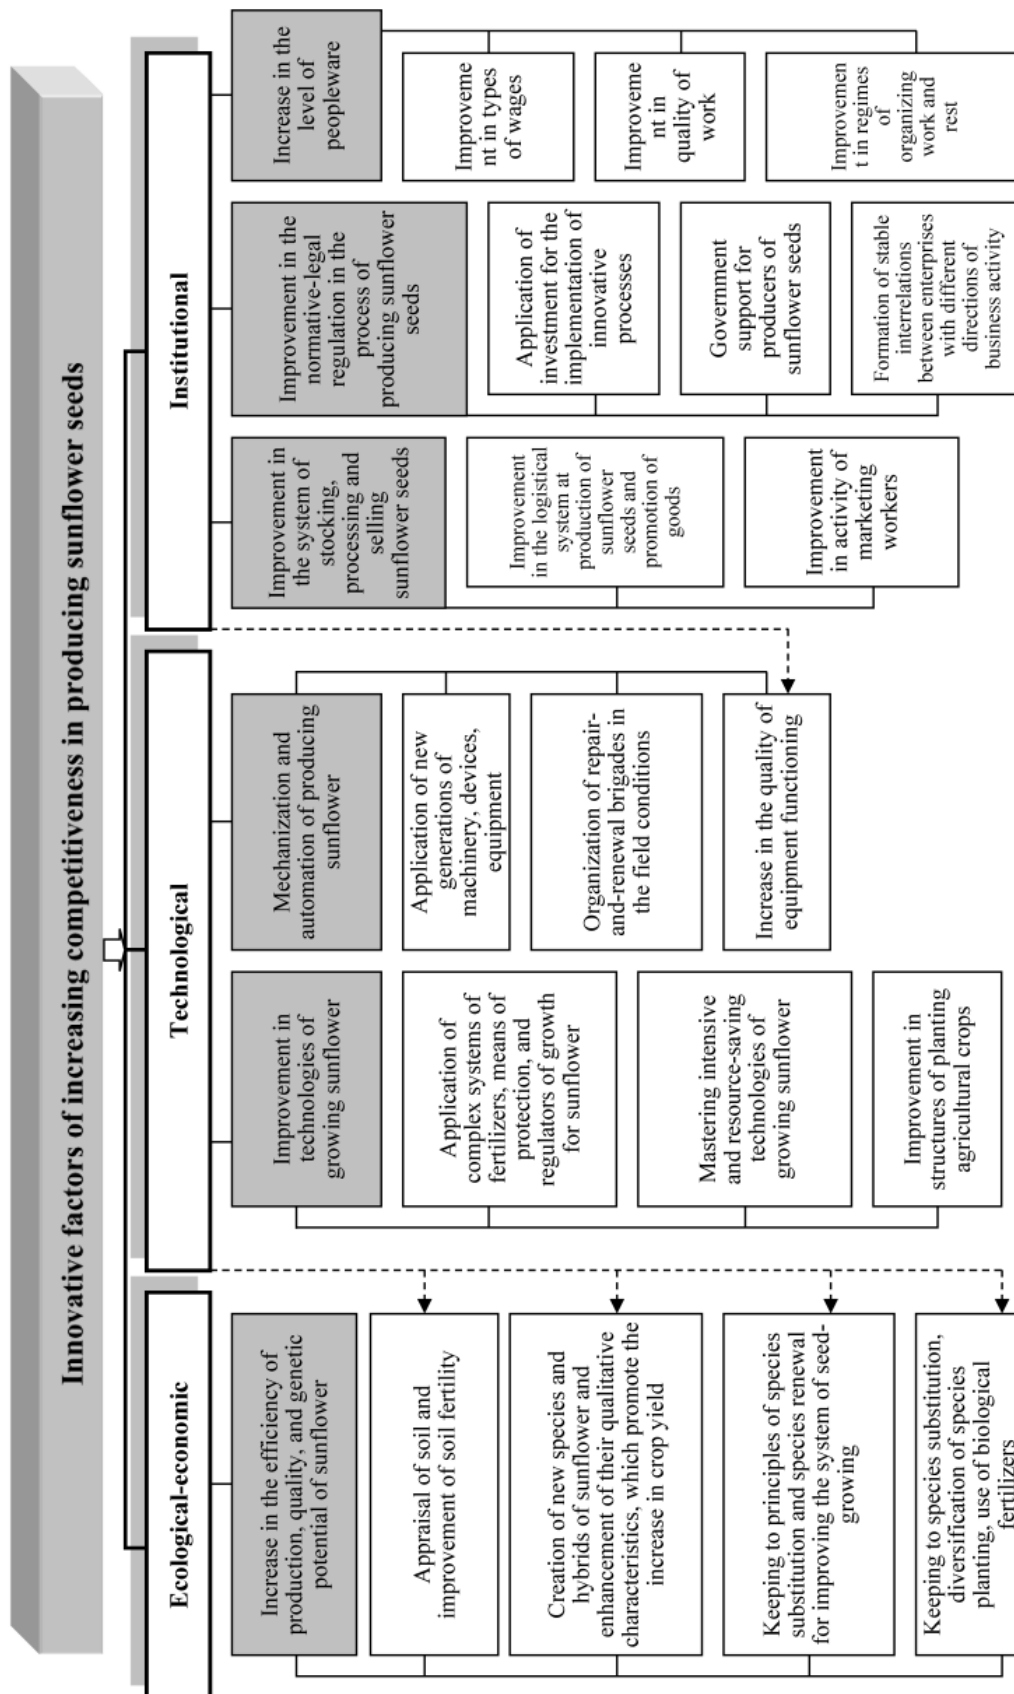 Innovative factors of increasing competitiveness in producing sunflower seeds
Ecological-economic
Increase in the efficiency of
production, quality, and genetic
potential of sunflower
Appraisal of soil and
improvement of soil fertility
Creation of new species and
hybrids of sunflower and
enhancement of their qualitative
characteristics, which promote the
increase in crop yield
Keeping to principles of species
substitution and species renewal
for improving the system of seed-
growing
Keeping to species substitution,
diversification of species
planting, use of biological
fertilizers
Technological
Improvement in
technologies of
growing sunflower
Application of
complex systems of
fertilizers, means of
protection, and
regulators of growth
for sunflower
Mastering intensive
and resource-saving
technologies of
growing sunflower
Improvement in
structures of planting
agricultural crops
Mechanization and
automation of producing
sunflower
Application of new
generations of
machinery, devices,
equipment
Organization of repair-
and-renewal brigades in
the field conditions
Increase in the quality of
equipment functioning
Institutional
Improvement in
the system of
stocking,
processing and
selling
sunflower seeds
Improvement
in the logistical
system at
production of
sunflower
seeds and
promotion of
goods
Improvement
in activity of
marketing
workers
Improvement in the
normative-legal
regulation in the
process of
producing sunflower
seeds
Application of
investment for the
implementation of
innovative
processes
Government
support for
producers of
sunflower seeds
Formation of stable
interrelations
between enterprises
with different
directions of
business activity
Increase in the
level of
peopleware
Improveme
nt in types
of wages
Improveme
nt in
quality of
work
Improvemen
t in regimes
of
organizing
work and
rest